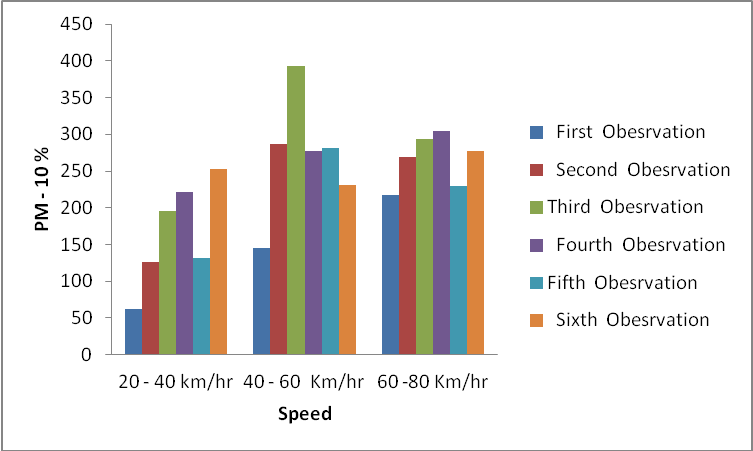 450
400
350
300
250
200
150
100
50
0
PM - 10 %
20 - 40 km/hr 40 - 60 Km/hr 60 -80 Km/hr
Speed
First Obesrvation
Second Obesrvation
Third Obesrvation
Fourth Obesrvation
Fifth Obesrvation
Sixth Obesrvation